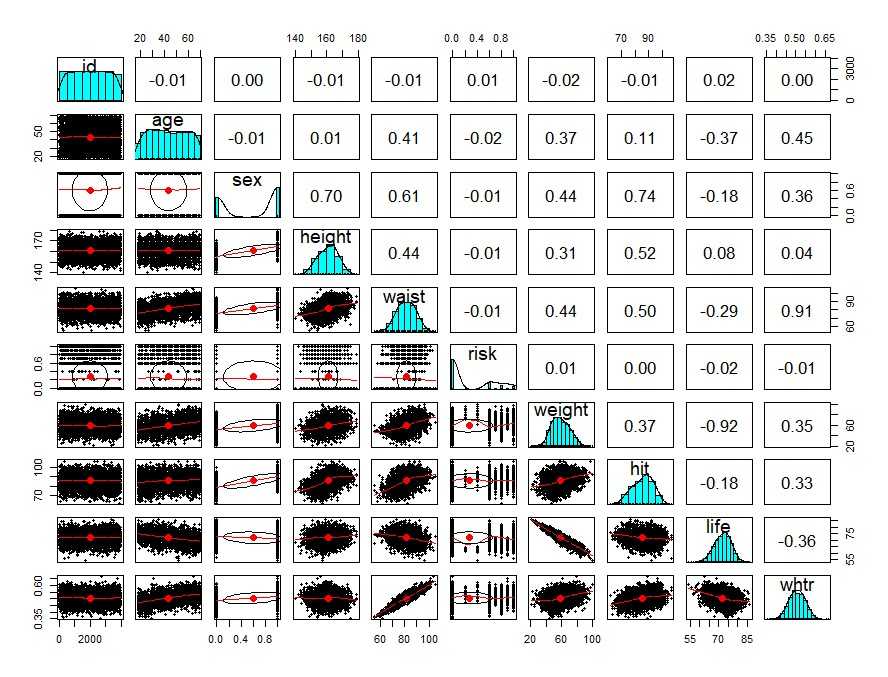 20 40 60 140 160 180 0.0 0.4 0.8 70 90 0.35 0.50 0.65
id -0.01 0.00 -0.01 -0.01 0.01 -0.02 -0.01 0.02 0.00 0 3000
20 50 age -0.01 0.01 0.41 -0.02 0.37 0.11 -0.37 0.45
sex 0.70 0.61 -0.01 0.44 0.74 -0.18 0.36 0.0 0.6
140 170 height 0.44 -0.01 0.31 0.52 0.08 0.04
waist -0.01 0.44 0.50 -0.29 0.91 60 90
0.0 0.6 risk 0.01 0.00 -0.02 -0.01
weight 0.37 -0.92 0.35 20 60
70 100 hit -0.18 0.33
life -0.36 55 75
0.35 0.60 whtr
0 2000 0.0 0.4 0.8 60 80 100 20 60 100 55 70 85